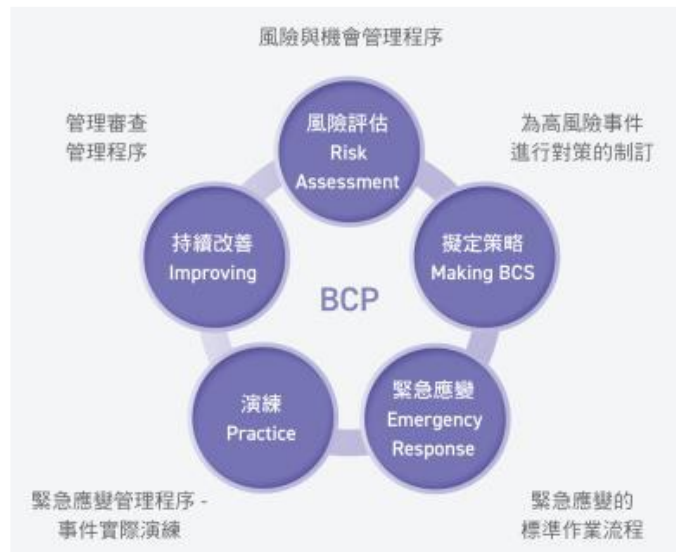 風險與機會管理程序
風險評估
Risk
Assessment
為高風險事件
進行對策的制訂
擬定策略
Making BCS
緊急應變
Emergency
Response
緊急應變的
標準作業流程
演練
Practice
緊急應變管理程序 -
事件實際演練
持續改善
Improving
管理審查
管理程序
BCP